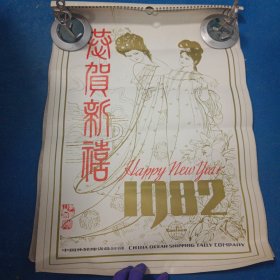 恭贺新禧
Happy New Year
1982
CHINA OCEAN SHIPPING TALLY COMPANY